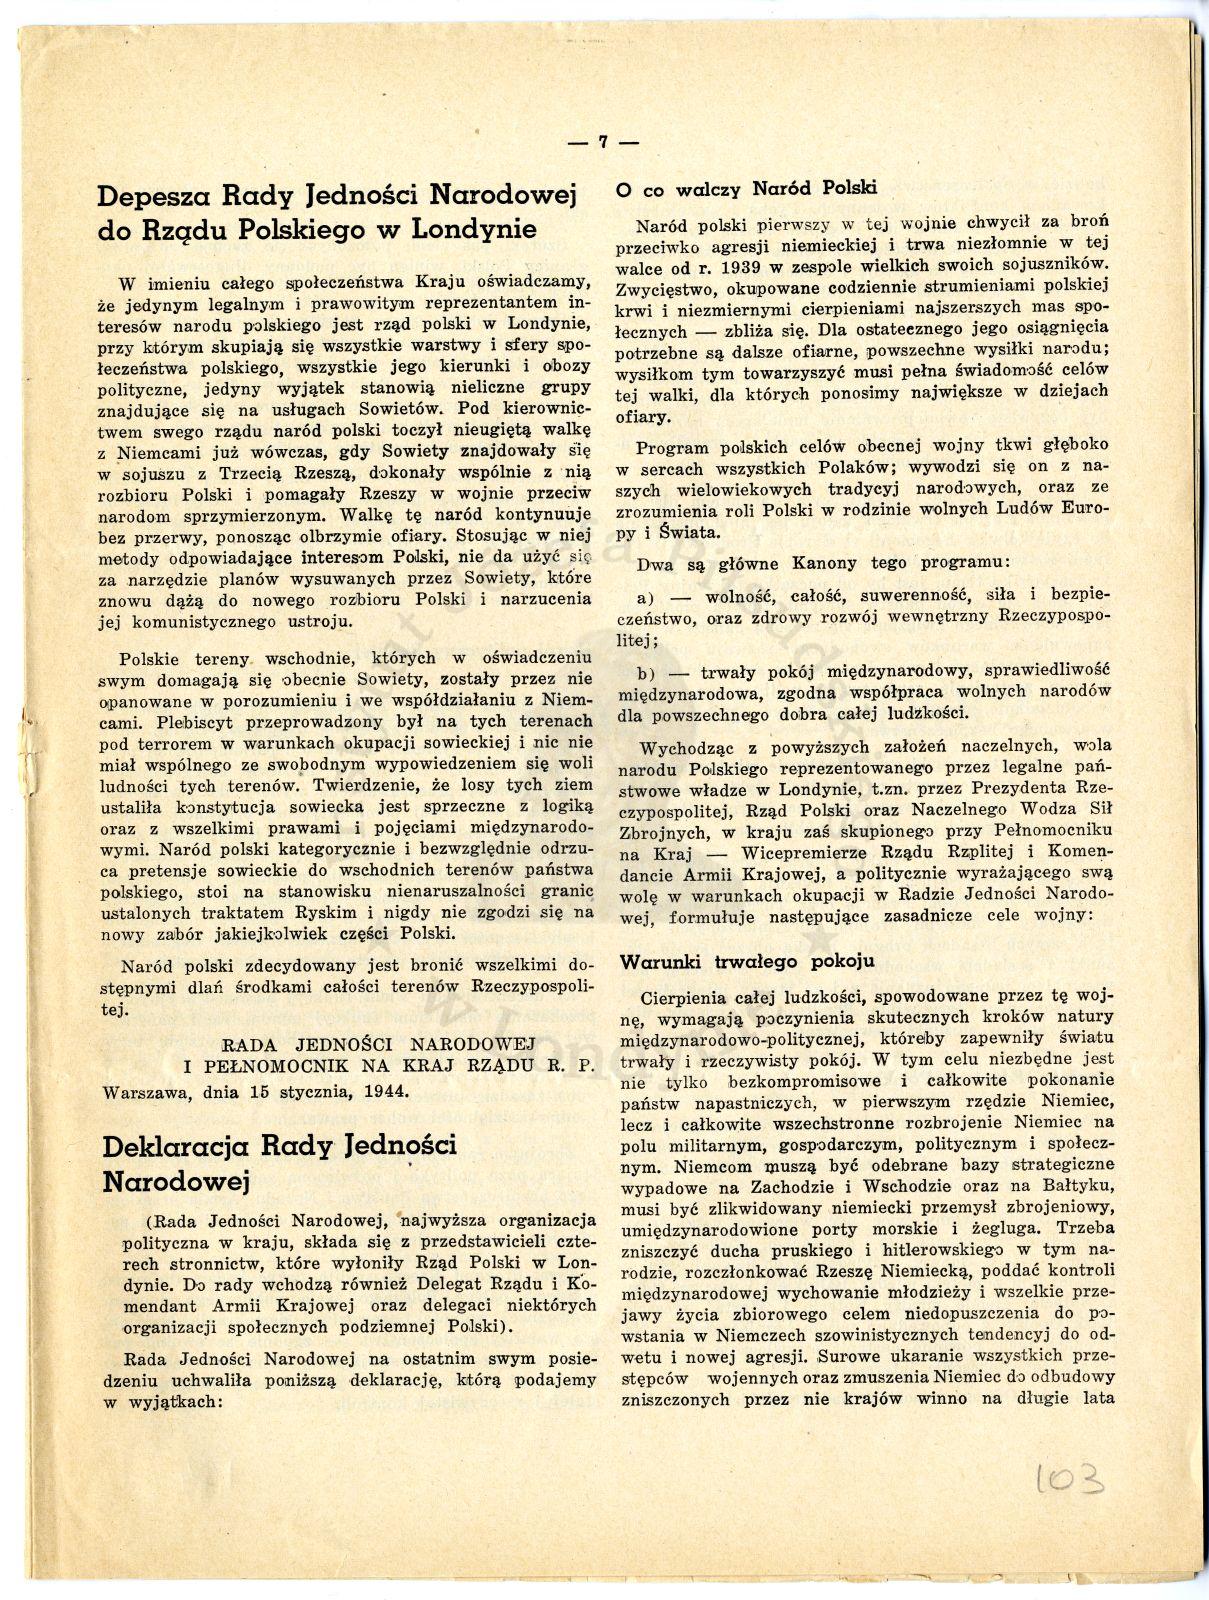 — 7 —
Depesza Rady Jedności Narodowej
do Rządu Polskiego w Londynie
W imieniu całego społeczeństwa Kraju oświadczamy,
że jedynym legalnym i prawowitym reprezentantem in-
teresów narodu polskiego jest rząd polski w Londynie,
przy którym skupiają się wszystkie warstwy i sfery spo-
łeczeństwa polskiego, wszystkie jego kierunki i obozy
polityczne, jedyny wyjątek stanowią nieliczne grupy
znajdujące się na usługach Sowietów. Pod kierownic-
twem swego rządu naród polski toczył nieugiętą walkę
z Niemcami już wówczas, gdy Sowiety znajdowały się
w sojuszu z Trzecią Rzeszą, dokonały wspólnie z nią
rozbioru Polski i pomagały Rzeszy w wojnie przeciw
narodom sprzymierzonym. Walkę tę naród kontynuuje
bez przerwy, ponosząc olbrzymie ofiary. Stosując w niej
metody odpowiadające interesom Polski, nie da użyć się
za narzędzie planów wysuwanych przez Sowiety, które
znowu dążą do nowego rozbioru Polski i narzucenia
jej komunistycznego ustroju.
Polskie tereny wschodnie, których w oświadczeniu
swym domagają się obecnie Sowiety, zostały przez nie
opanowane w porozumieniu i we współdziałaniu z Niem-
cami. Plebiscyt przeprowadzony był na tych terenach
pod terrorem w warunkach okupacji sowieckiej i nic nie
miał wspólnego ze swobodnym wypowiedzeniem się woli
ludności tych terenów. Twierdzenie, że losy tych ziem
ustaliła konstytucja sowiecka jest sprzeczne z logiką
oraz z wszelkimi prawami i pojęciami międzynarodo-
wymi. Naród polski kategorycznie i bezwzględnie odrzu-
ca pretensje sowieckie do wschodnich terenów państwa
polskiego, stoi na stanowisku nienaruszalności granic
ustalonych traktatem Ryskim i nigdy nie zgodzi się na
nowy zabór jakiejkolwiek części Polski.
Naród polski zdecydowany jest bronić wszelkimi do-
stępnymi dlań środkami całości terenów Rzeczypospoli-
tej.
RADA JEDNOŚCI NARODOWEJ
I PEŁNOMOCNIK NA KRAJ RZĄDU R. P.
Warszawa, dnia 15 stycznia, 1944.
Deklaracja Rady Jedności
Narodowej
(Rada Jedności Narodowej, najwyższa organizacja
polityczna w kraju, składa się z przedstawicieli czte-
rech stronnictw, które wyłoniły Rząd Polski w Lon-
dynie. Do rady wchodzą również Delegat Rządu i Ko-
mendant Armii Krajowej oraz delegaci niektórych
organizacji społecznych podziemnej Polski).
Rada Jedności Narodowej na ostatnim swym posie-
dzeniu uchwaliła poniższą deklarację, którą podajemy
w wyjątkach:
O co walczy Naród Polski
Naród polski pierwszy w tej wojnie chwycił za broń
przeciwko agresji niemieckiej i trwa niezłomnie w tej
walce od r. 1939 w zespole wielkich swoich sojuszników.
Zwycięstwo, okupowane codziennie strumieniami polskiej
krwi i niezmiernymi cierpieniami najszerszych mas spo-
łecznych — zbliża się. Dla ostatecznego jego osiągnięcia
potrzebne są dalsze ofiarne, powszechne wysiłki narodu;
wysiłkom tym towarzyszyć musi pełna świadomość celów
tej walki, dla których ponosimy największe w dziejach
ofiary.
Program polskich celów obecnej wojny tkwi głęboko
w sercach wszystkich Polaków; wywodzi się on z na-
szych wielowiekowych tradycyj narodowych, oraz ze
zrozumienia roli Polski w rodzinie wolnych Ludów Euro-
py i Świata.
Dwa są główne Kanony tego programu:
a) — wolność, całość, suwerenność, siła i bezpie-
czeństwo, oraz zdrowy rozwój wewnętrzny Rzeczypospo-
litej;
b) — trwały pokój międzynarodowy, sprawiedliwość
międzynarodowa, zgodna współpraca wolnych narodów
dla powszechnego dobra całej ludzkości.
Wychodząc z powyższych założeń naczelnych, wola
narodu Polskiego reprezentowanego przez legalne pań-
stwowe władze w Londynie, t.zn. przez Prezydenta Rze-
czypospolitej, Rząd Polski oraz Naczelnego Wodza Sił
Zbrojnych, w kraju zaś skupionego przy Pełnomocniku
na Kraj — Wicepremierze Rządu Rzplitej i Komen-
dancie Armii Krajowej, a politycznie wyrażającego swą
wolę w warunkach okupacji w Radzie Jedności Narodo-
wej, formułuje następujące zasadnicze cele wojny:
Warunki trwałego pokoju
Cierpienia całej ludzkości, spowodowane przez tę woj-
nę, wymagają poczynienia skutecznych kroków natury
międzynarodowo-politycznej, któreby zapewniły światu
trwały i rzeczywisty pokój. W tym celu niezbędne jest
nie tylko bezkompromisowe i całkowite pokonanie
państw napastniczych, w pierwszym rzędzie Niemiec,
lecz i całkowite wszechstronne rozbrojenie Niemiec na
polu militarnym, gospodarczym, politycznym i społecz-
nym. Niemcom muszą być odebrane bazy strategiczne
wypadowe na Zachodzie i Wschodzie oraz na Bałtyku,
musi być zlikwidowany niemiecki przemysł zbrojeniowy,
umiędzynarodowione porty morskie i żegluga. Trzeba
zniszczyć ducha pruskiego i hitlerowskiego w tym na-
rodzie, rozczłonkować Rzeszę Niemiecką, poddać kontroli
międzynarodowej wychowanie młodzieży i wszelkie prze-
jawy życia zbiorowego celem niedopuszczenia do po-
wstania w Niemczech szowinistycznych tendencyj do od-
wetu i nowej agresji. Surowe ukaranie wszystkich prze-
stępców wojennych oraz zmuszenia Niemiec do odbudowy
zniszczonych przez nie krajów winno na długie lata
103